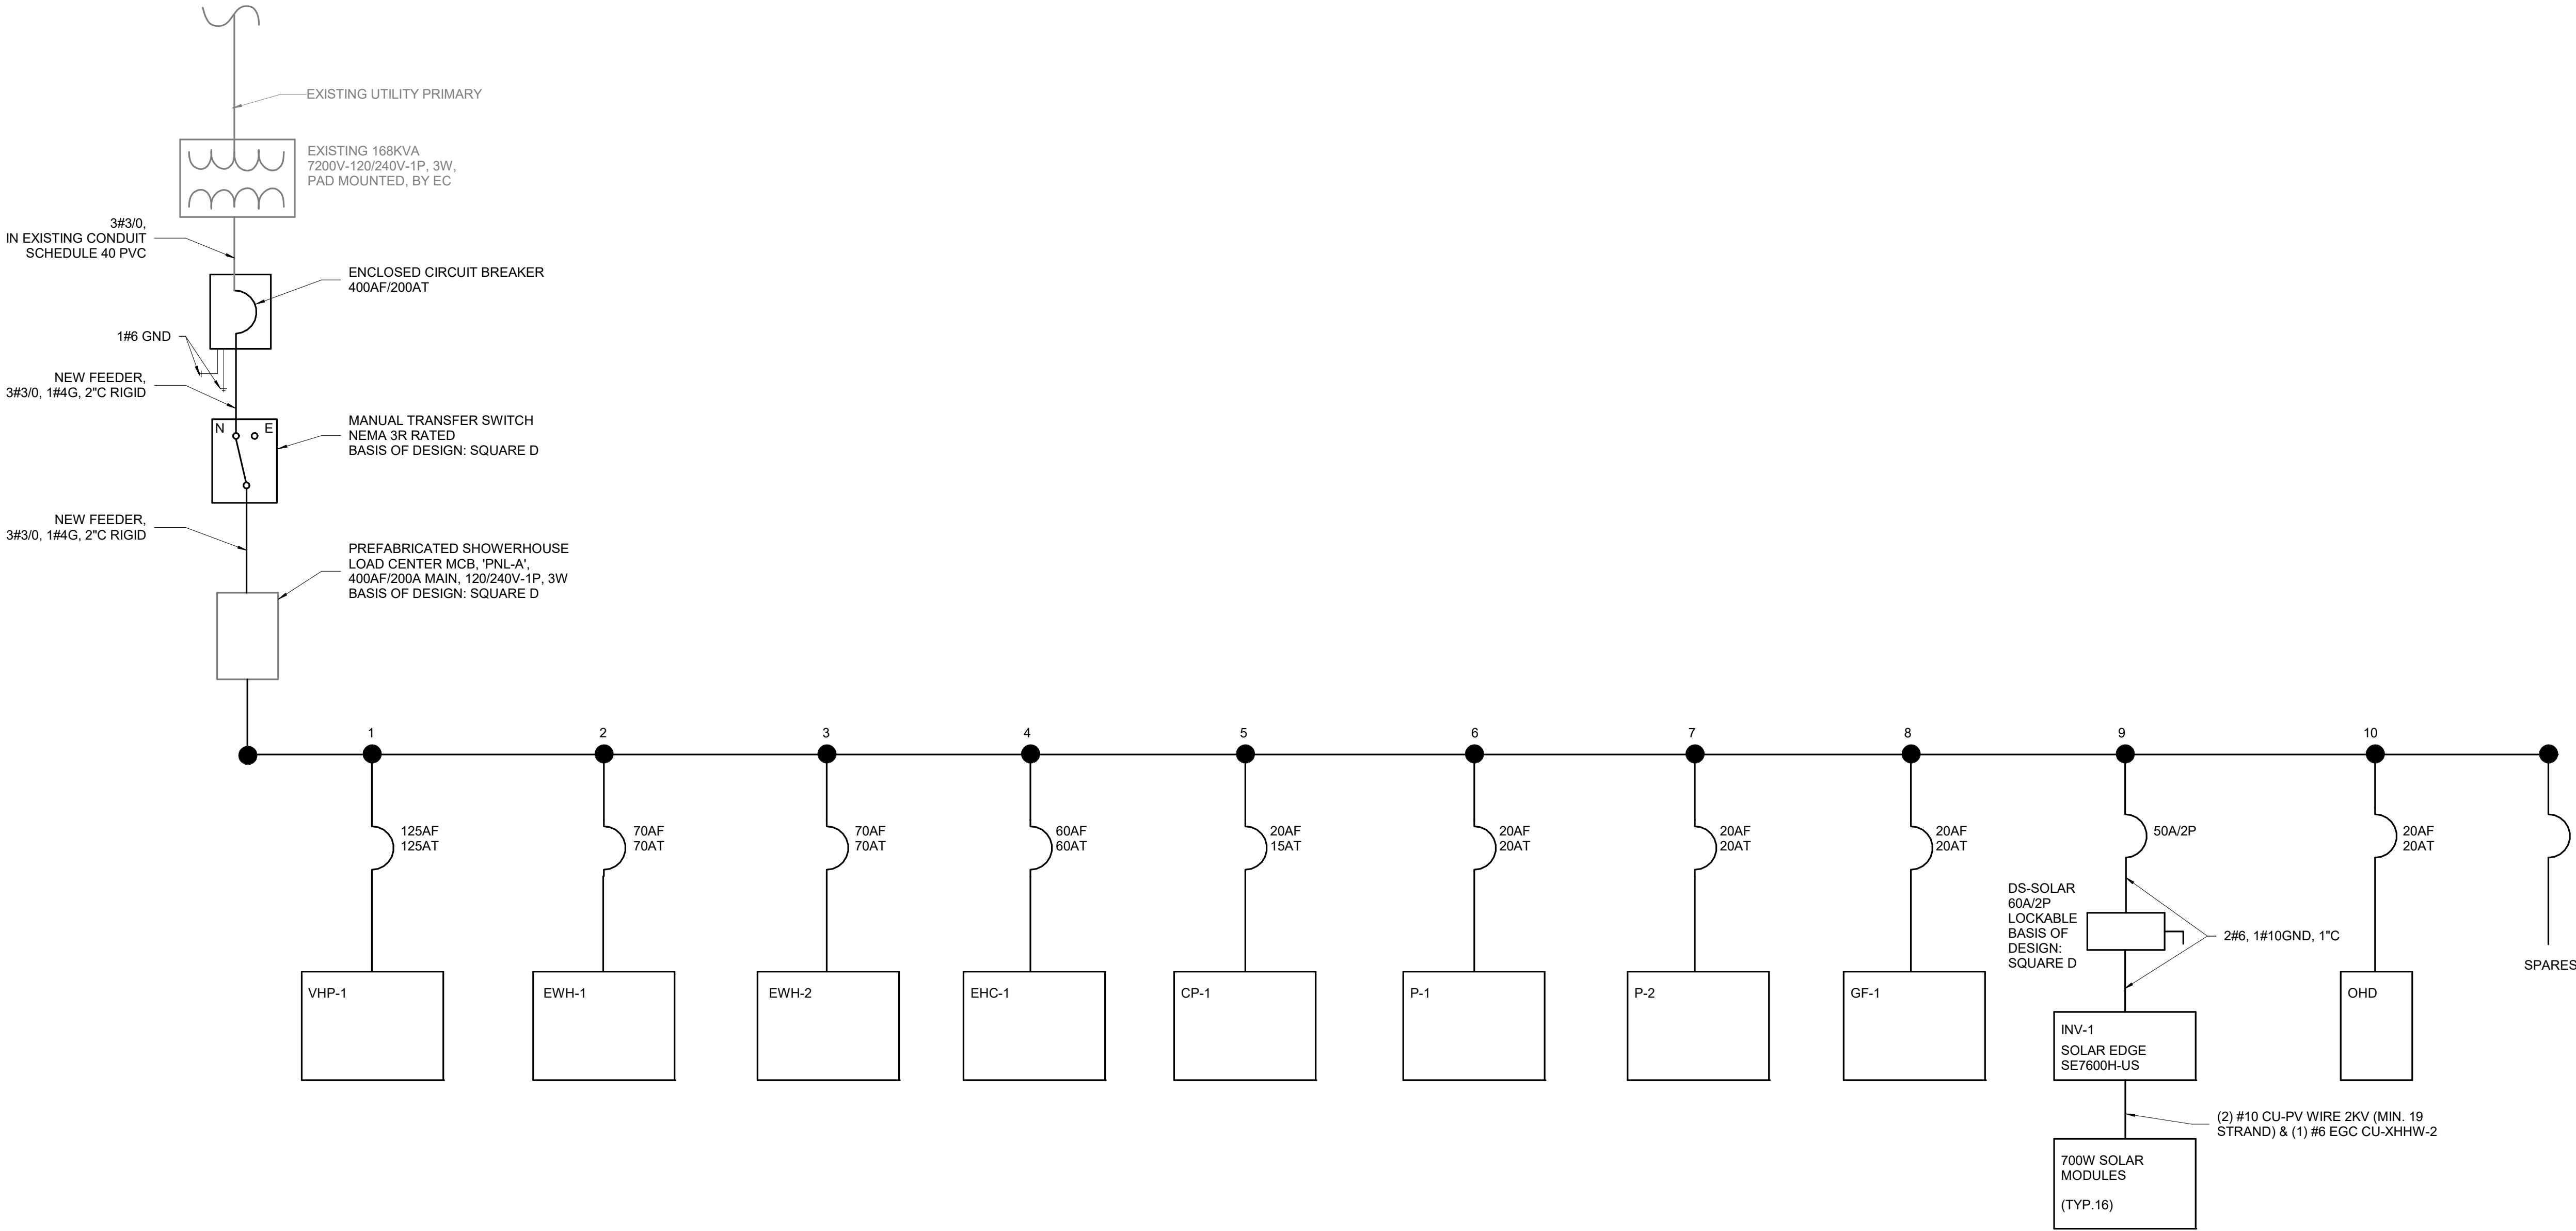 EXISTING UTILITY PRIMARY
EXISTING 168KVA
7200V-120/240V-1P, 3W,
PAD MOUNTED, BY EC
3#3/0,
IN EXISTING CONDUIT
SCHEDULE 40 PVC
ENCLOSED CIRCUIT BREAKER
400AF/200AT
1#6 GND
NEW FEEDER,
3#3/0, 1#4G, 2"C RIGID
N
E
MANUAL TRANSFER SWITCH
NEMA 3R RATED
BASIS OF DESIGN: SQUARE D
NEW FEEDER,
3#3/0, 1#4G, 2"C RIGID
PREFABRICATED SHOWERHOUSE
LOAD CENTER MCB, 'PNL-A',
400AF/200A MAIN, 120/240V-1P, 3W
BASIS OF DESIGN: SQUARE D
1
2
3
4
5
6
7
8
9
10
125AF
125AT
70AF
70AT
70AF
70AT
60AF
60AT
20AF
15AT
20AF
20AT
20AF
20AT
20AF
20AT
50A/2P
20AF
20AT
DS-SOLAR
60A/2P
LOCKABLE
BASIS OF
DESIGN:
SQUARE D
2#6, 1#10GND, 1"C
SPARES
VHP-1
EWH-1
EWH-2
EHC-1
CP-1
P-1
P-2
GF-1
INV-1
SOLAR EDGE
SE7600H-US
OHD
(2) #10 CU-PV WIRE 2KV (MIN. 19
STRAND) & (1) #6 EGC CU-XHHW-2
700W SOLAR
MODULES
(TYP.16)